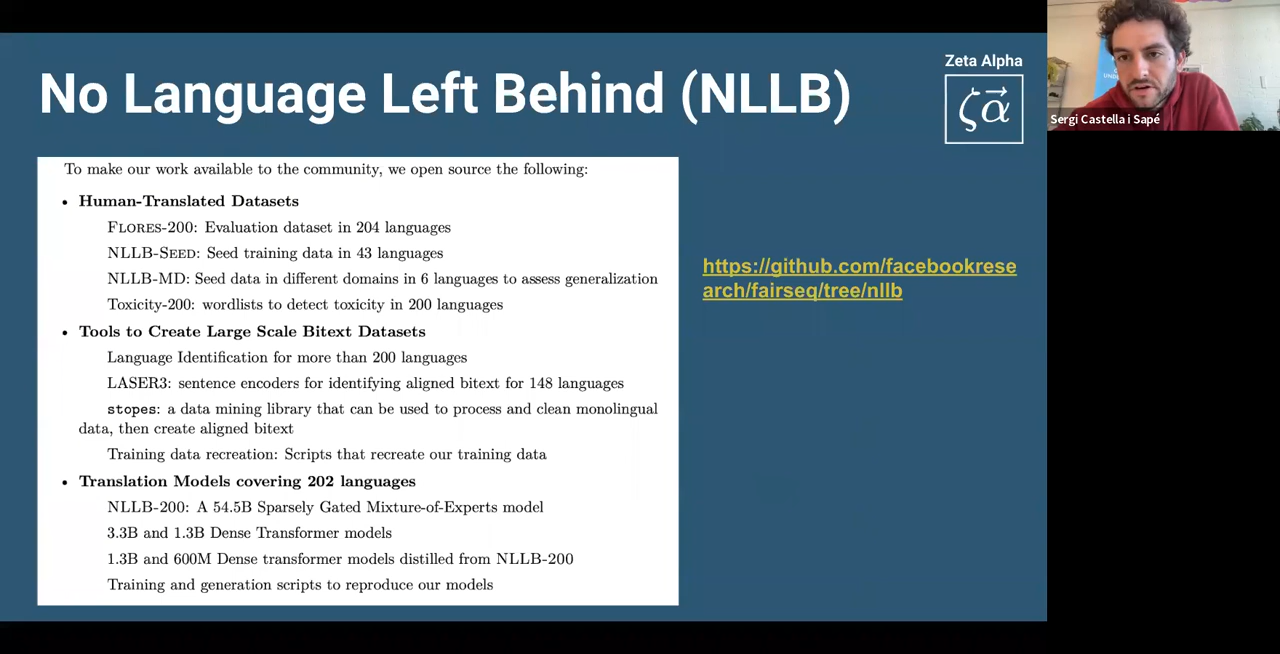 No Language Left Behind (NLLB)
Zeta Alpha
ζα
Sergi Castella i Sapé
To make our work available to the community, we open source the following:
• Human-Translated Datasets
FLORES-200: Evaluation dataset in 204 languages
NLLB-SEED: Seed training data in 43 languages
NLLB-MD: Seed data in different domains in 6 languages to assess generalization
Toxicity-200: wordlists to detect toxicity in 200 languages
• Tools to Create Large Scale Bitext Datasets
Language Identification for more than 200 languages
LASER3: sentence encoders for identifying aligned bitext for 148 languages
stopes: a data mining library that can be used to process and clean monolingual
data, then create aligned bitext
Training data recreation: Scripts that recreate our training data
• Translation Models covering 202 languages
NLLB-200: A 54.5B Sparsely Gated Mixture-of-Experts model
3.3B and 1.3B Dense Transformer models
1.3B and 600M Dense transformer models distilled from NLLB-200
Training and generation scripts to reproduce our models
https://github.com/facebookrese
arch/fairseq/tree/nllb